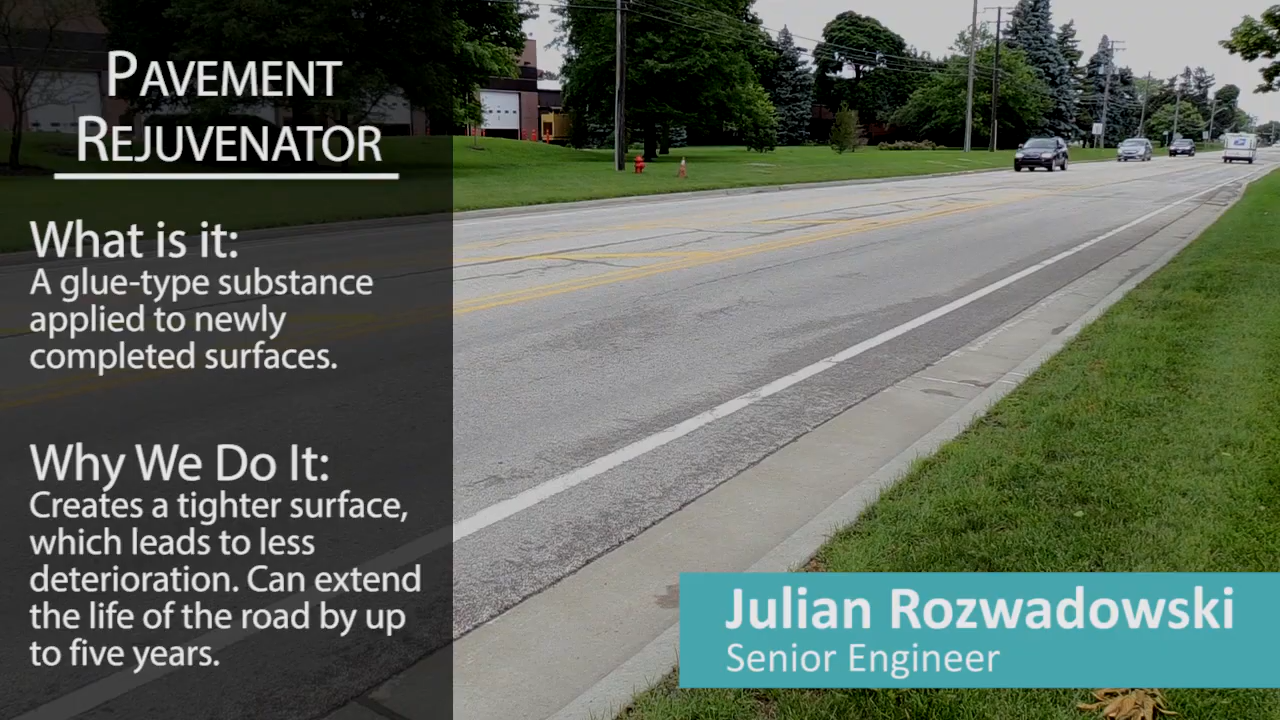 PAVEMENT
REJUVENATOR
What is it:
A glue-type substance
applied to newly
completed surfaces.
Why We Do It:
Creates a tighter surface,
which leads to less
deterioration. Can extend
the life of the road by up
to five years.
Julian Rozwadowski
Senior Engineer